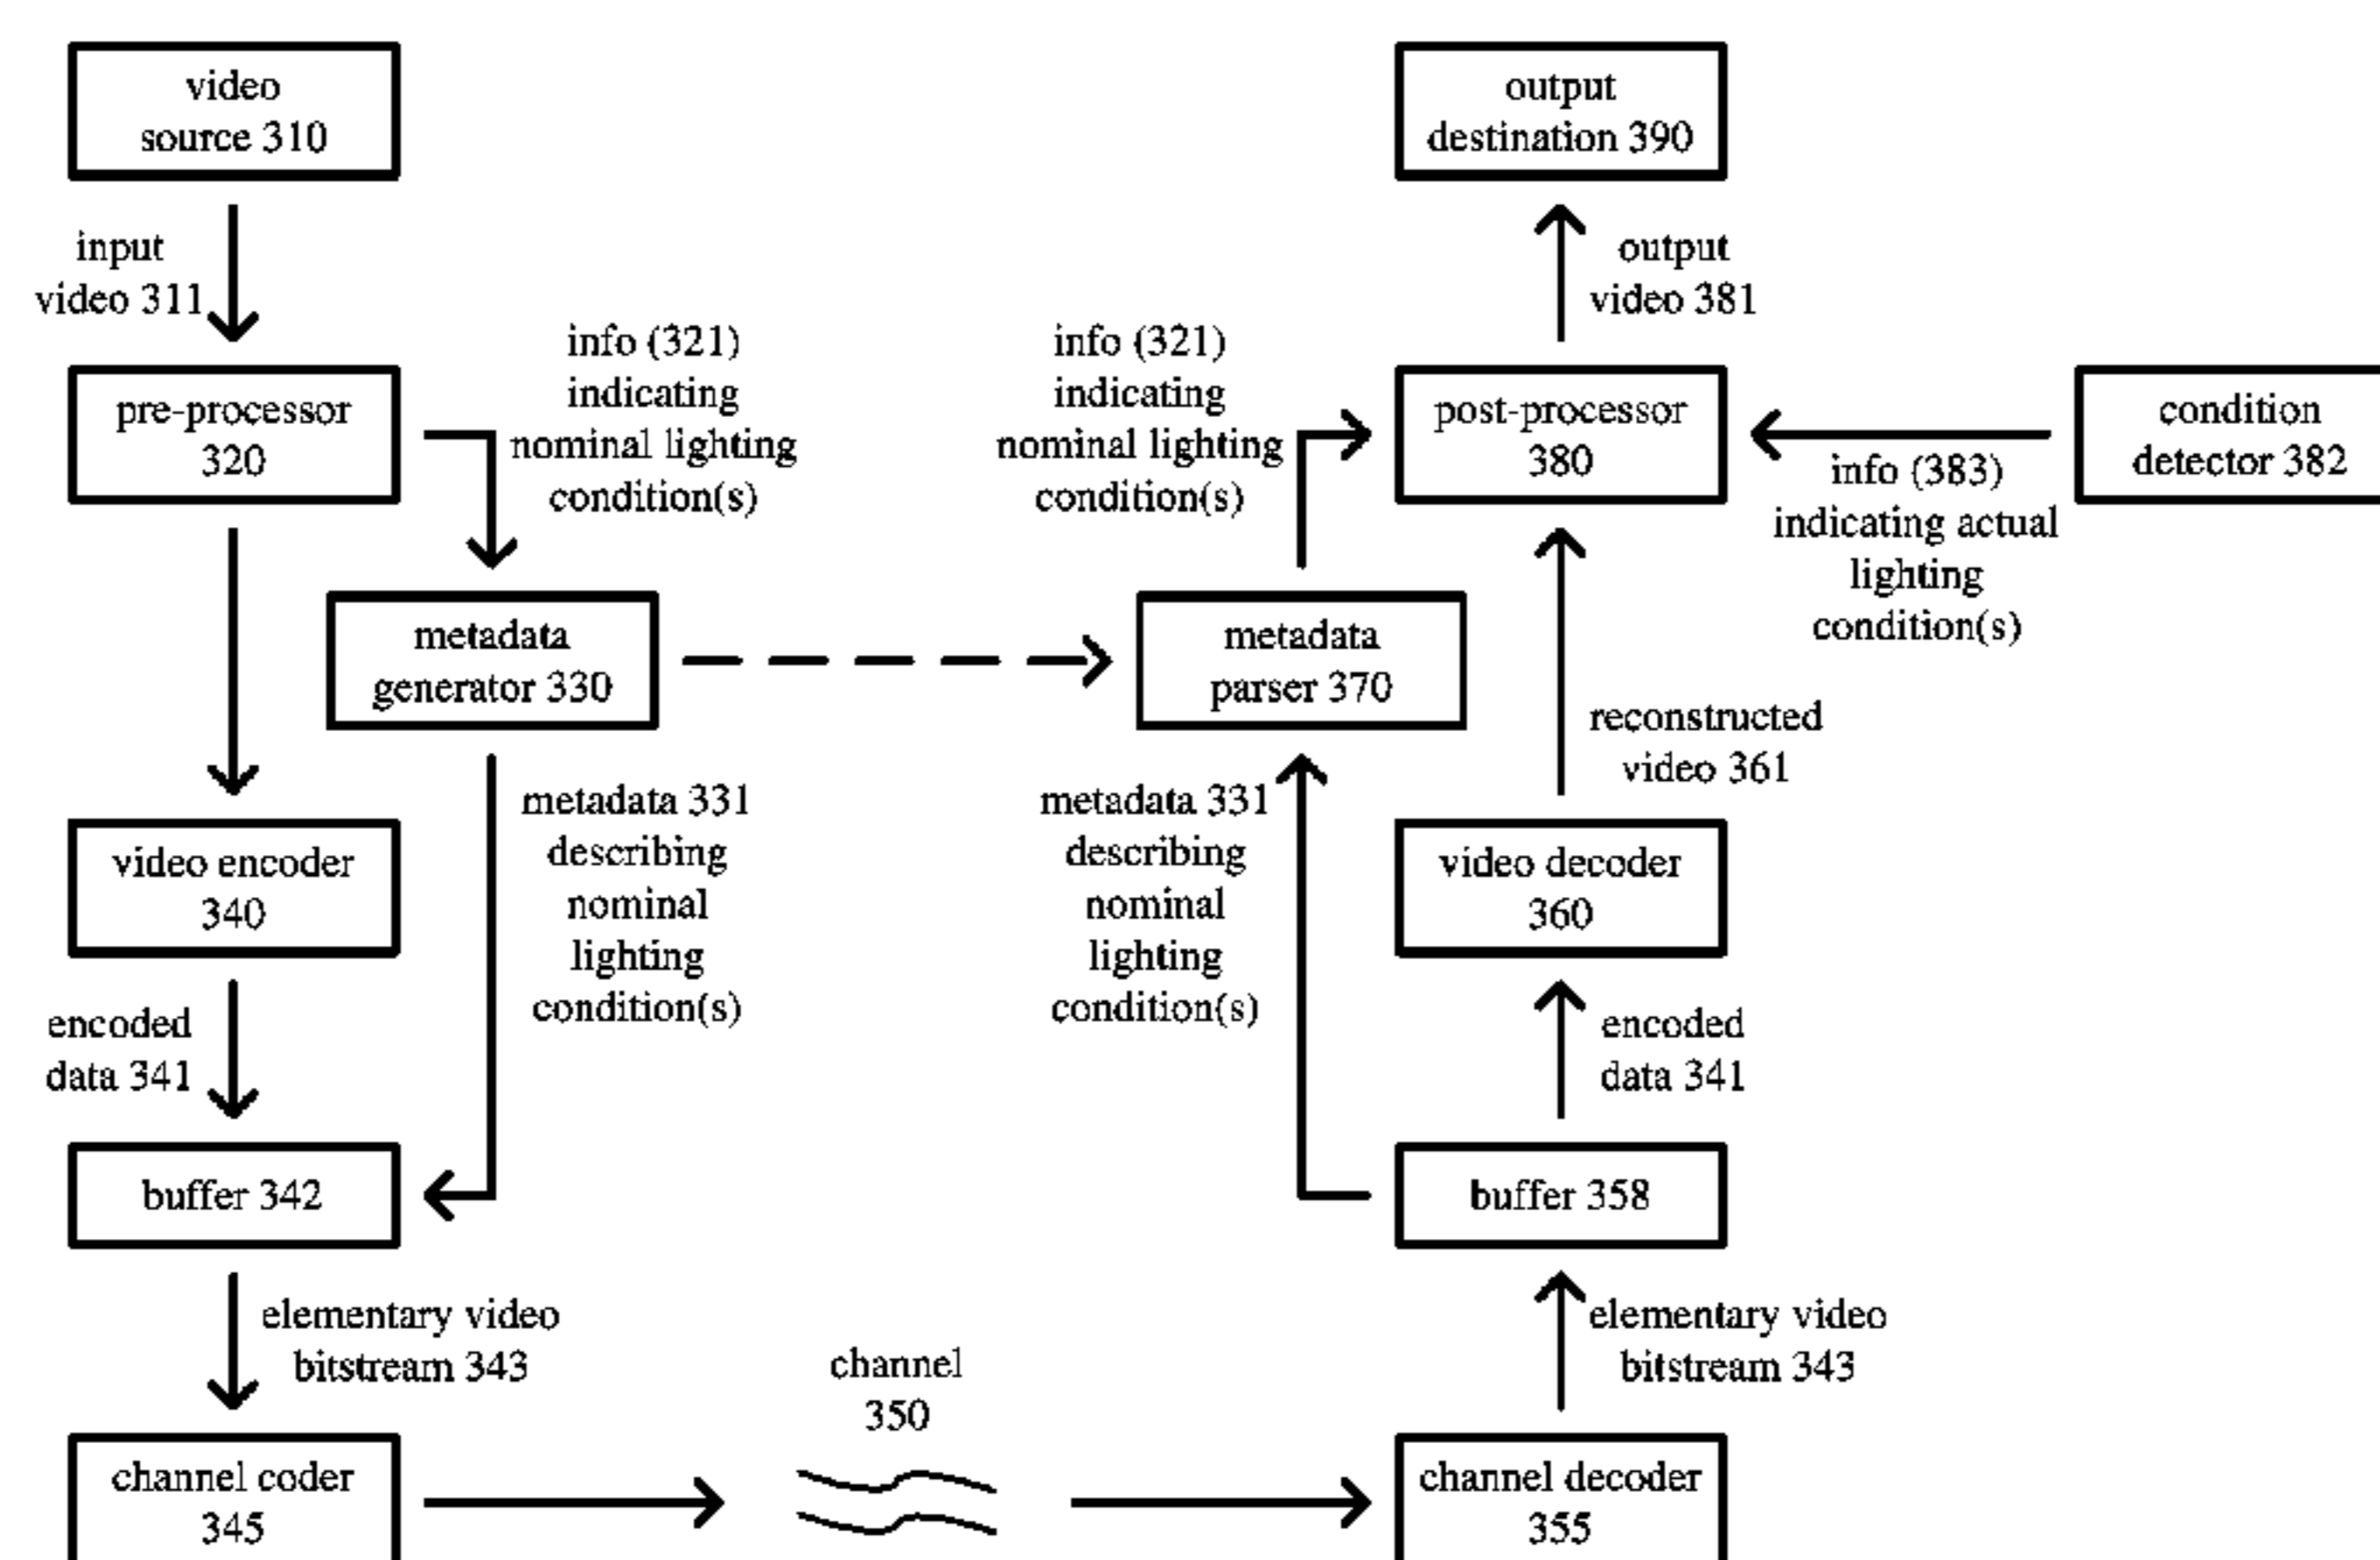 video
source 310
output
destination 390
input
video 311
output
video 381
info (321)
indicating
nominal lighting
condition(s)
info (321)
indicating
nominal lighting
condition(s)
pre-processor
320
post-processor
380
condition
detector 382
info (383)
indicating actual
lighting
condition(s)
metadata
generator 330
metadata
parser 370
reconstructed
video 361
metadata 331
describing
nominal
lighting
condition(s)
metadata 331
describing
nominal
lighting
condition(s)
video encoder
340
video decoder
360
encoded
data 341
encoded
data 341
buffer 342
buffer 358
elementary video
bitstream 343
elementary video
bitstream 343
channel
350
channel coder
345
channel decoder
355